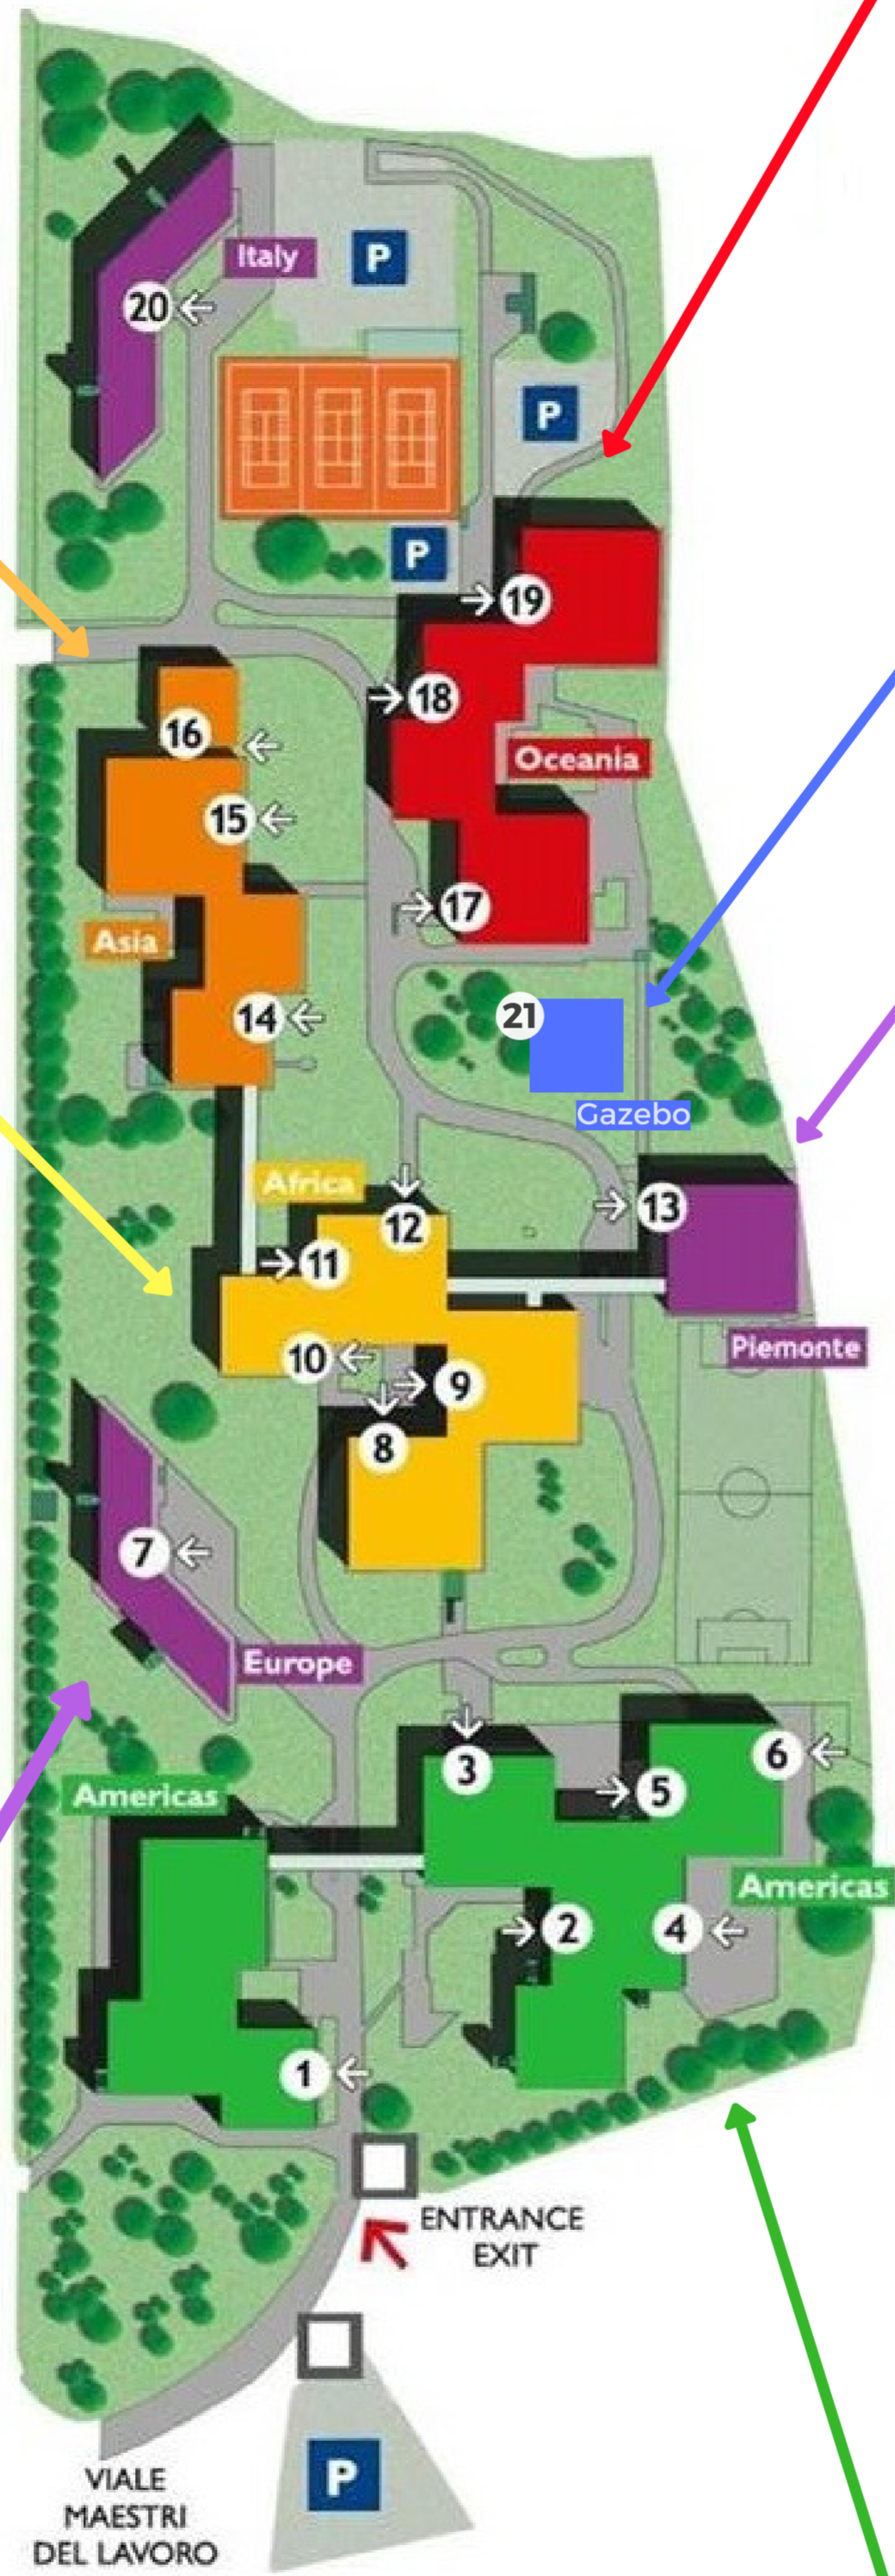 Italy
P
20
P
P
19
18
16
Oceania
15
17
Asia
14
21
Gazebo
Africa
12
13
11
10
Piemonte
9
8
7
Europe
3
6
5
Americas
Americas
2
4
1
ENTRANCE
EXIT
P
VIALE
MAESTRI
DEL LAVORO